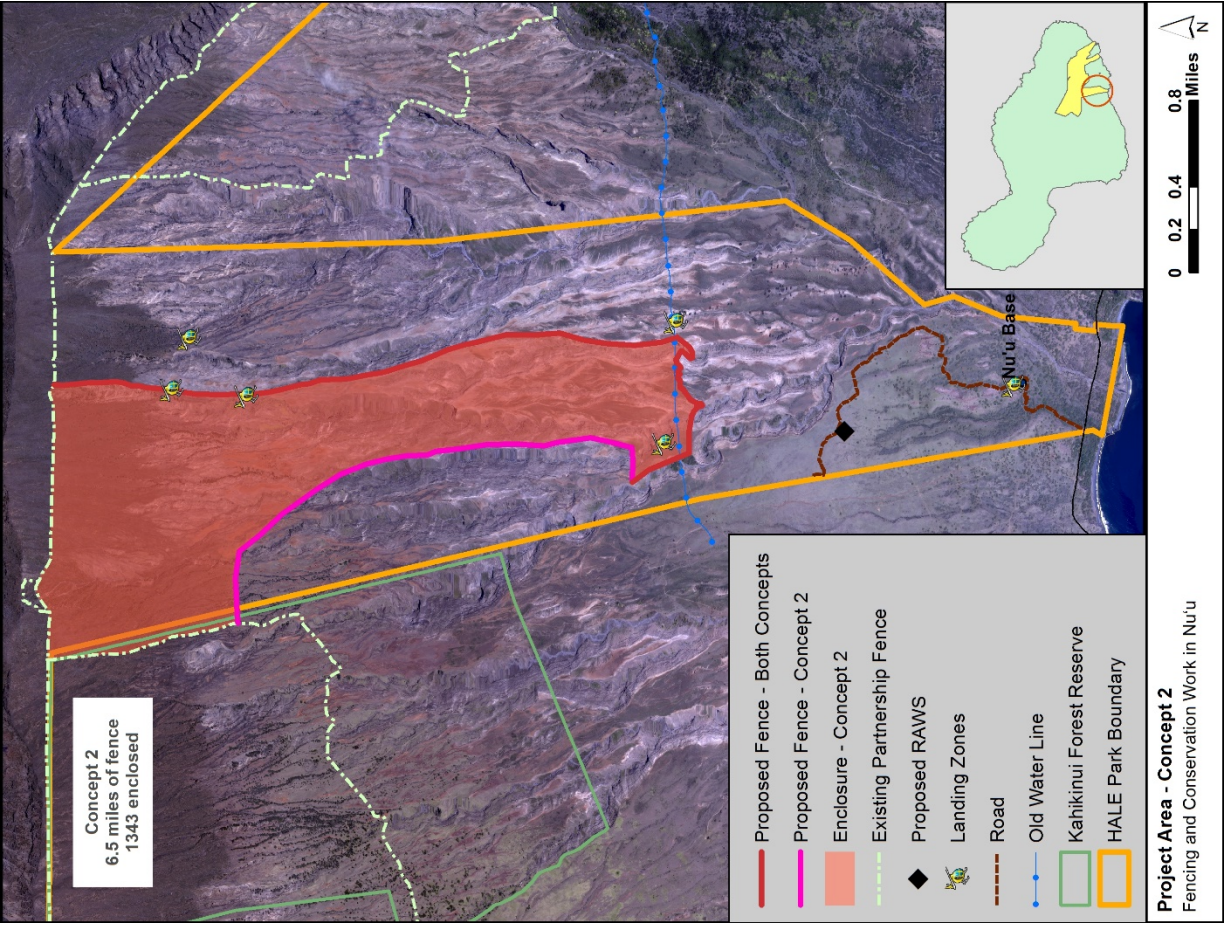 Concept 2
6.5 miles of fence
1343 enclosed
Nu'u Base
Proposed Fence - Both Concepts
Proposed Fence - Concept 2
Enclosure - Concept 2
Existing Partnership Fence
Proposed RAWS
Landing Zones
Road
Old Water Line
Kahikinui Forest Reserve
HALE Park Boundary
Project Area - Concept 2
Fencing and Conservation Work in Nu'u
0 0.2 0.4 0.8
Miles
N